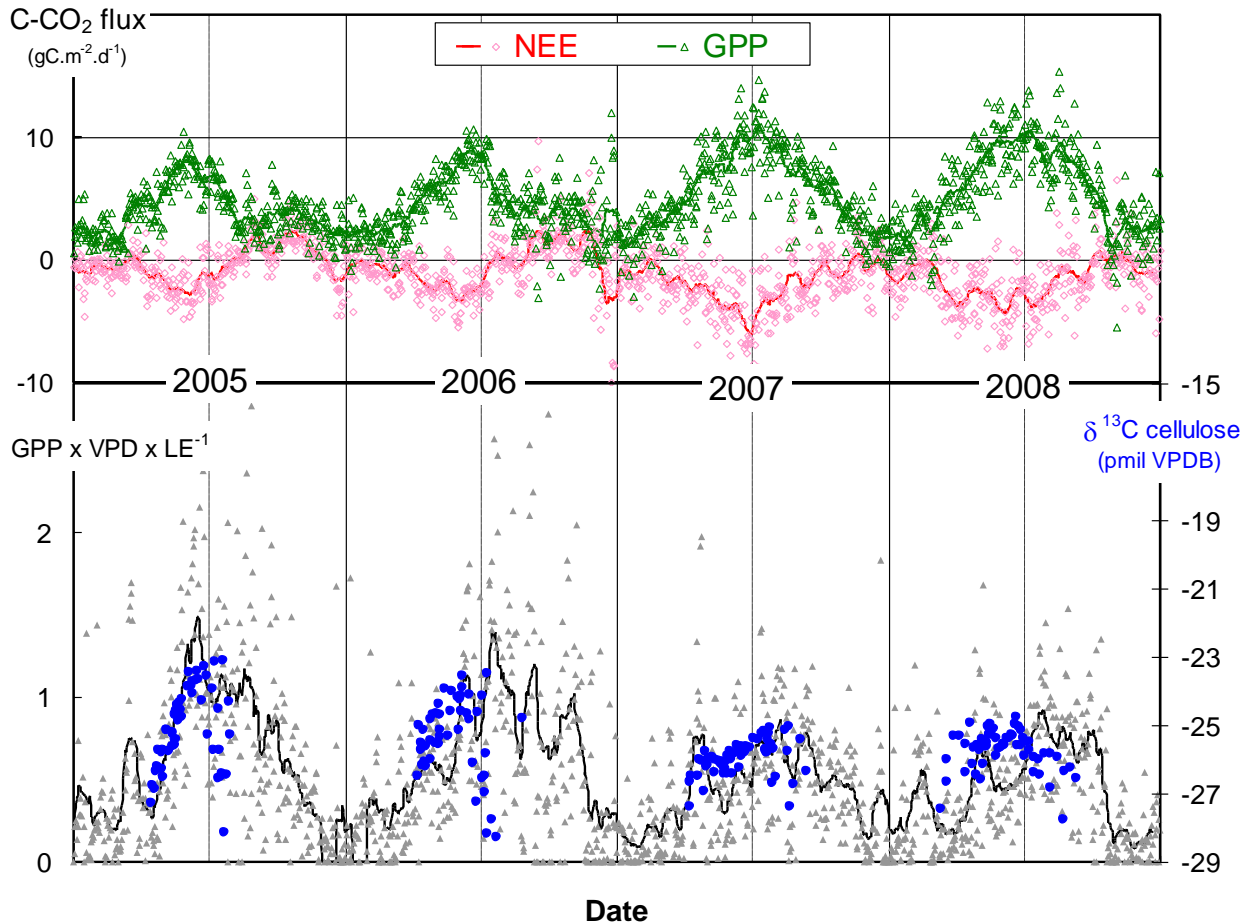 C-CO₂ flux
(gC.m⁻².d⁻¹)
NEE GPP
10
0
-10
2005 2006 2007 2008
-15
GPP x VPD x LE⁻¹
δ ¹³C cellulose
(pmil VPDB)
2
1
0
-19
-21
-23
-25
-27
-29
Date